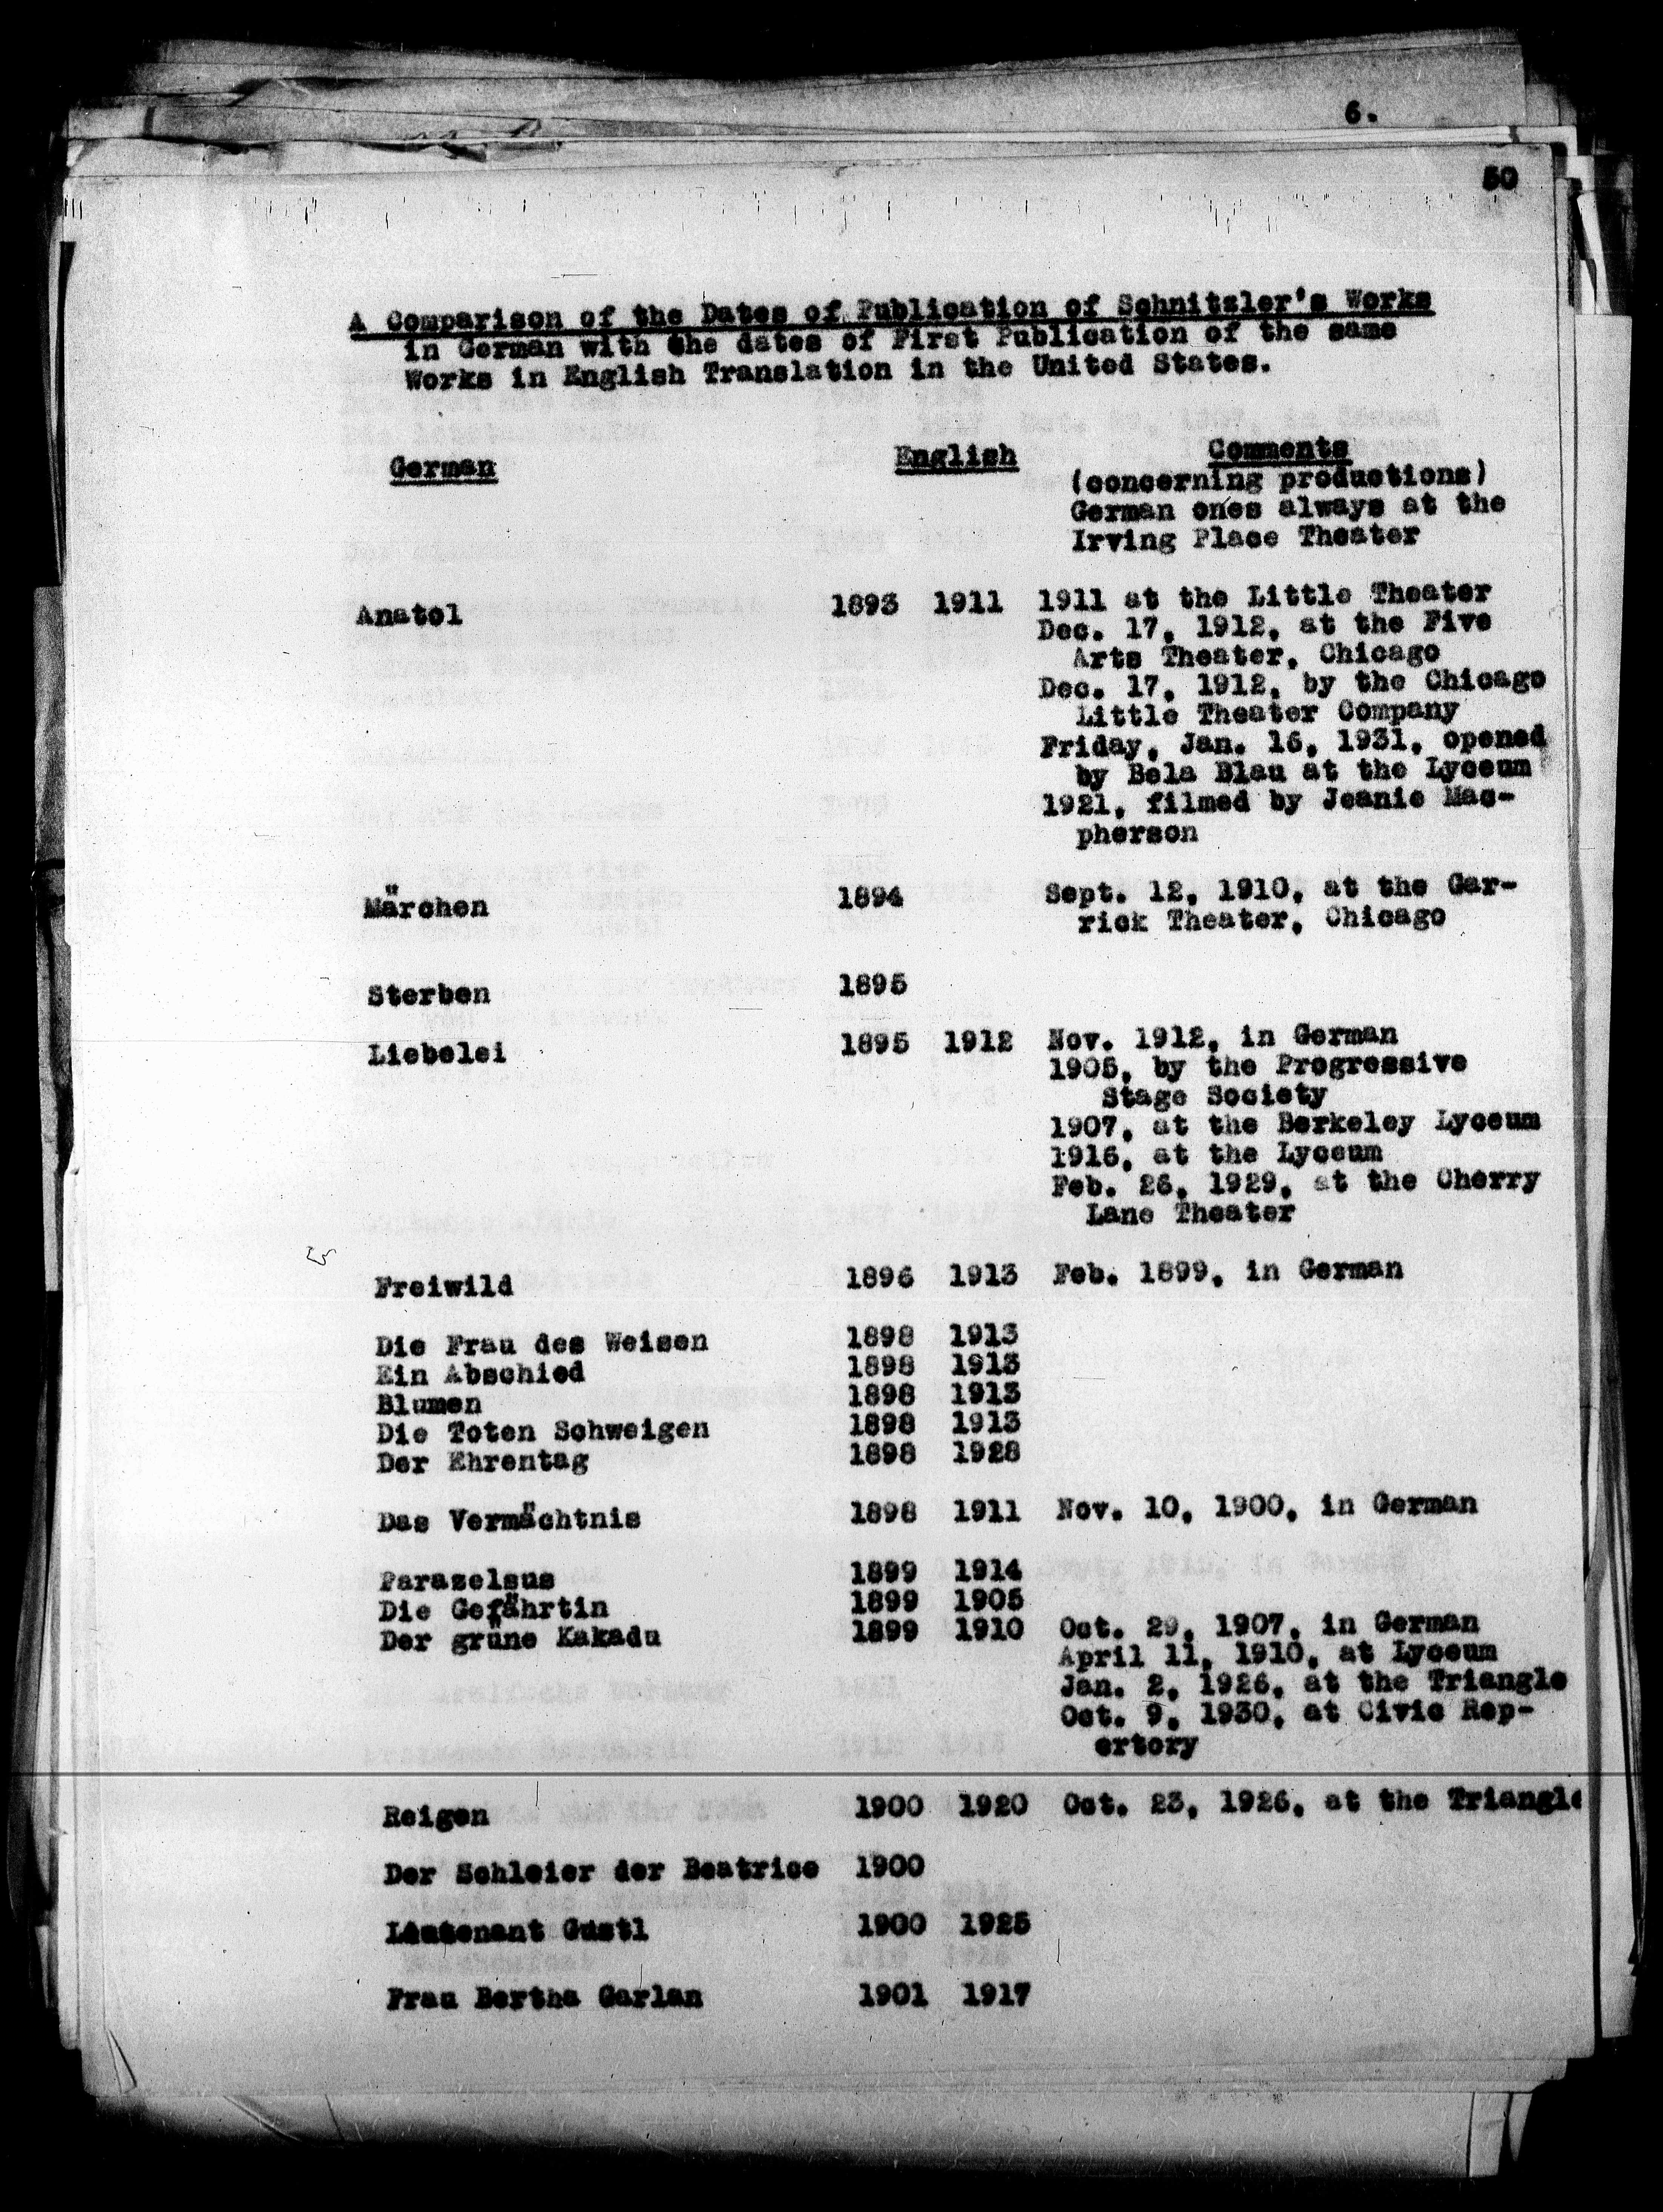 6.
50
A Comparison of the Dates of Publication of Schnitzler's Works
in German with the dates of First Publication of the same
Works in English Translation in the United States.
German English Comments
(concerning productions)
German ones always at the
Irving Place Theater
Anatol 1893 1911 1911 at the Little Theater
Dec. 17, 1912, at the Five
Arts Theater, Chicago
Dec. 17, 1912, by the Chicago
Little Theater Company
Friday, Jan. 16, 1931, opened
by Bela Blau at the Lyceum
1921, filmed by Jeanie Mac-
pherson
Märchen 1894 Sept. 12, 1910, at the Gar-
rick Theater, Chicago
Sterben 1895
Liebelei 1895 1912 Nov. 1912, in German
1905, by the Progressive
Stage Society
1907, at the Berkeley Lyceum
1916, at the Lyceum
Feb. 26, 1929, at the Cherry
Lane Theater
Freiwild 1896 1913 Feb. 1899, in German
Die Frau des Weisen 1898 1913
Ein Abschied 1898 1913
Blumen 1898 1913
Die Toten Schweigen 1898 1913
Der Ehrentag 1898 1928
Das Vermächtnis 1898 1911 Nov. 10, 1900, in German
Parazelsus 1899 1914
Die Gefährtin 1899 1905
Der grüne Kakadu 1899 1910 Oct. 29, 1907, in German
April 11, 1910, at Lyceum
Jan. 2, 1926, at the Triangle
Oct. 9, 1930, at Civic Rep-
ertory
Reigen 1900 1920 Oct. 23, 1926, at the Triangle
Der Schleier der Beatrice 1900
Lieutenant Gustl 1900 1925
Frau Bertha Garlan 1901 1917